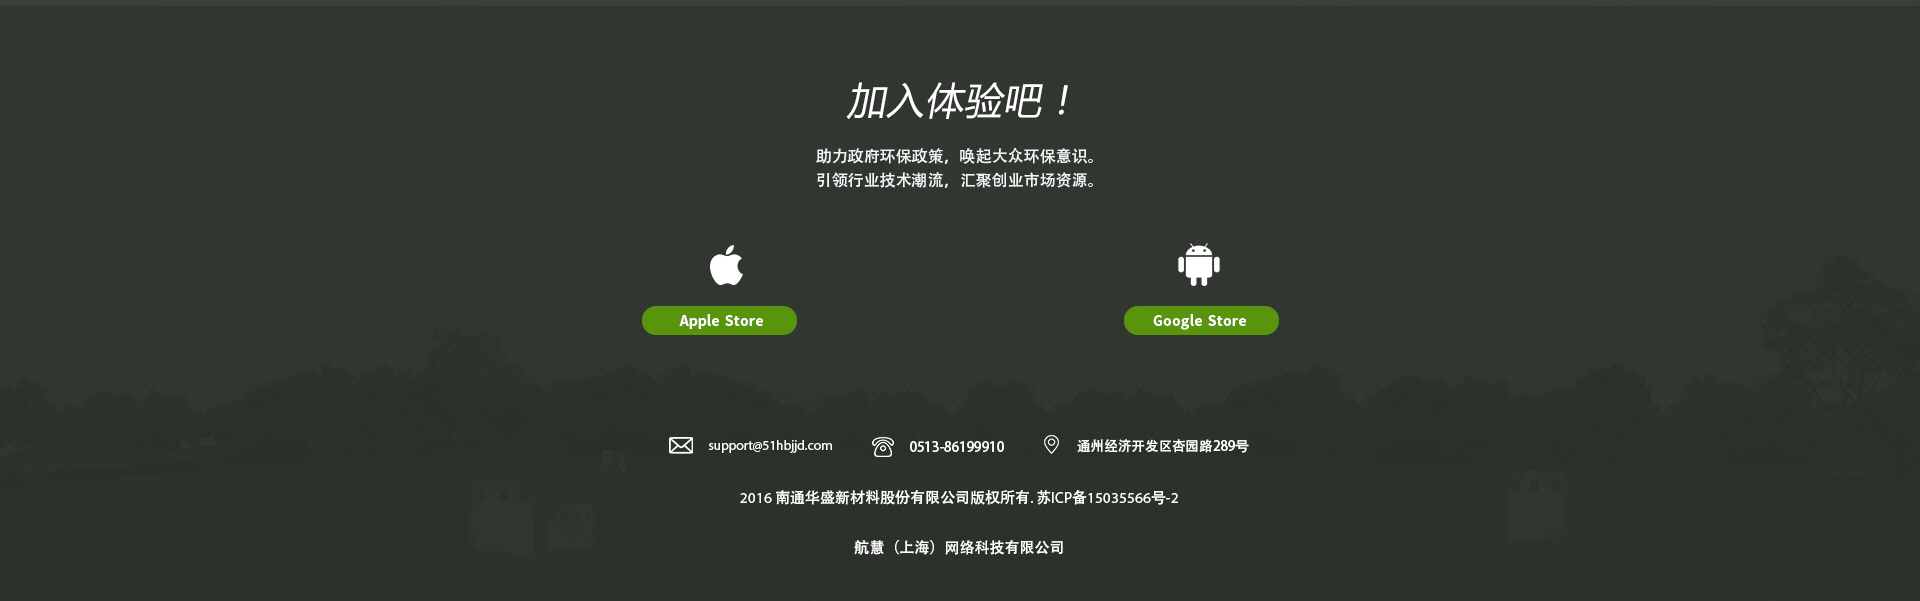 加入体验吧！
助力政府环保政策，唤起大众环保意识。
引领行业技术潮流，汇聚创业市场资源。
Apple Store
Google Store
support@51hbjjd.com
0513-86199910
通州经济开发区杏园路289号
2016 南通华盛新材料股份有限公司版权所有. 苏ICP备15035566号-2
航慧（上海）网络科技有限公司